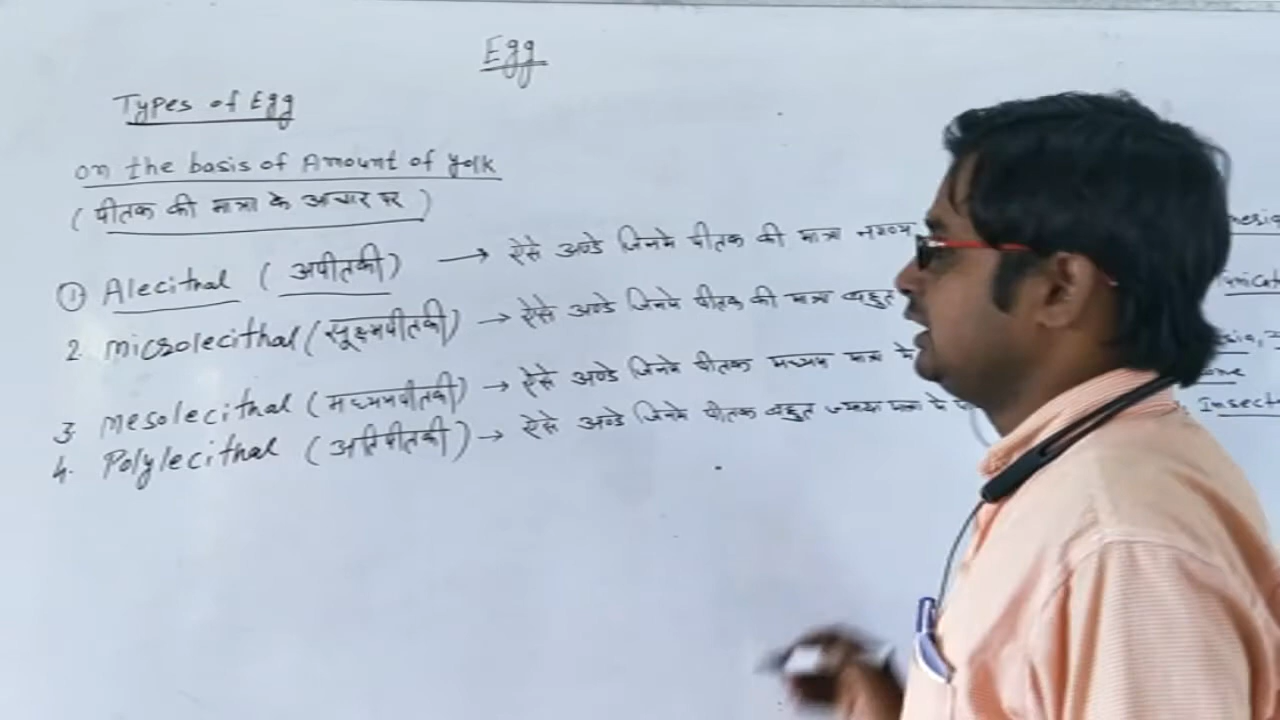 Egg
Types of Egg
on the basis of Amount of yolk
(पीतक की मात्रा के आधार पर)
① Alecithal (अपीतकी) → ऐसे अण्डे जिनमे पीतक की मात्रा नगण्य
2. Microlecithal (सूक्ष्मपीतकी) → ऐसे अण्डे जिनमे पीतक की मात्रा बहुत
3. Mesolecithal (मध्यमपीतकी) → ऐसे अण्डे जिनमे पीतक मध्यम मात्रा मे
4. Polylecithal (अतिपीतकी) → ऐसे अण्डे जिनमे पीतक बहुत ज्यादा मात्रा मे Insect